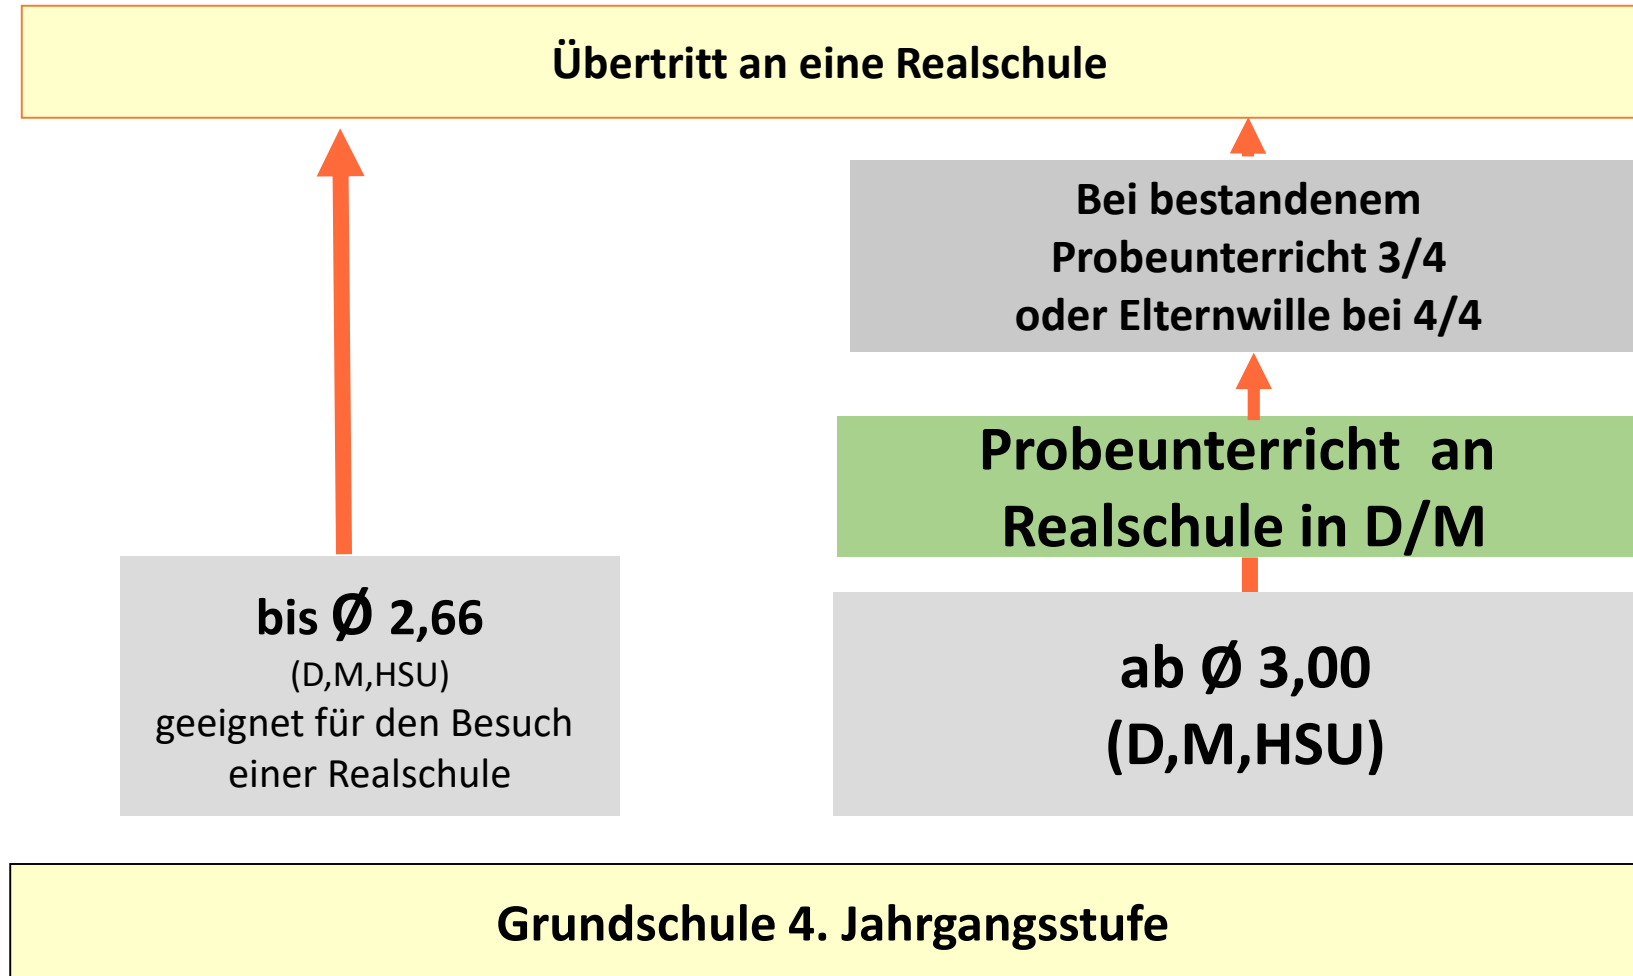 Übertritt an eine Realschule
Bei bestandenem
Probeunterricht 3/4
oder Elternwille bei 4/4
Probeunterricht an
Realschule in D/M
bis Ø 2,66
(D,M,HSU)
geeignet für den Besuch
einer Realschule
ab Ø 3,00
(D,M,HSU)
Grundschule 4. Jahrgangsstufe